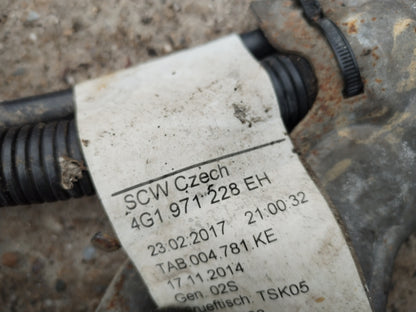 SCW Czech
4G1 971 228 EH
23.02.2017 21:00:32
TAB.004.781.KE
17.11.2014
Gen. 02S
TSK05